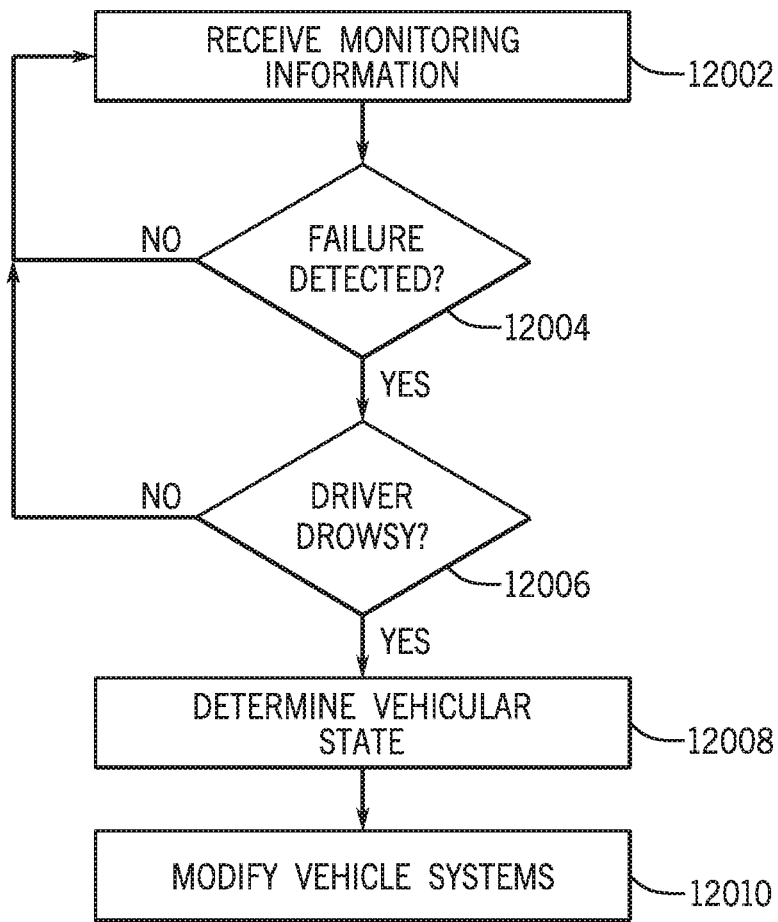 RECEIVE MONITORING
INFORMATION
12002
NO
FAILURE
DETECTED?
12004
YES
NO
DRIVER
DROWSY?
12006
YES
DETERMINE VEHICULAR
STATE
12008
MODIFY VEHICLE SYSTEMS
12010